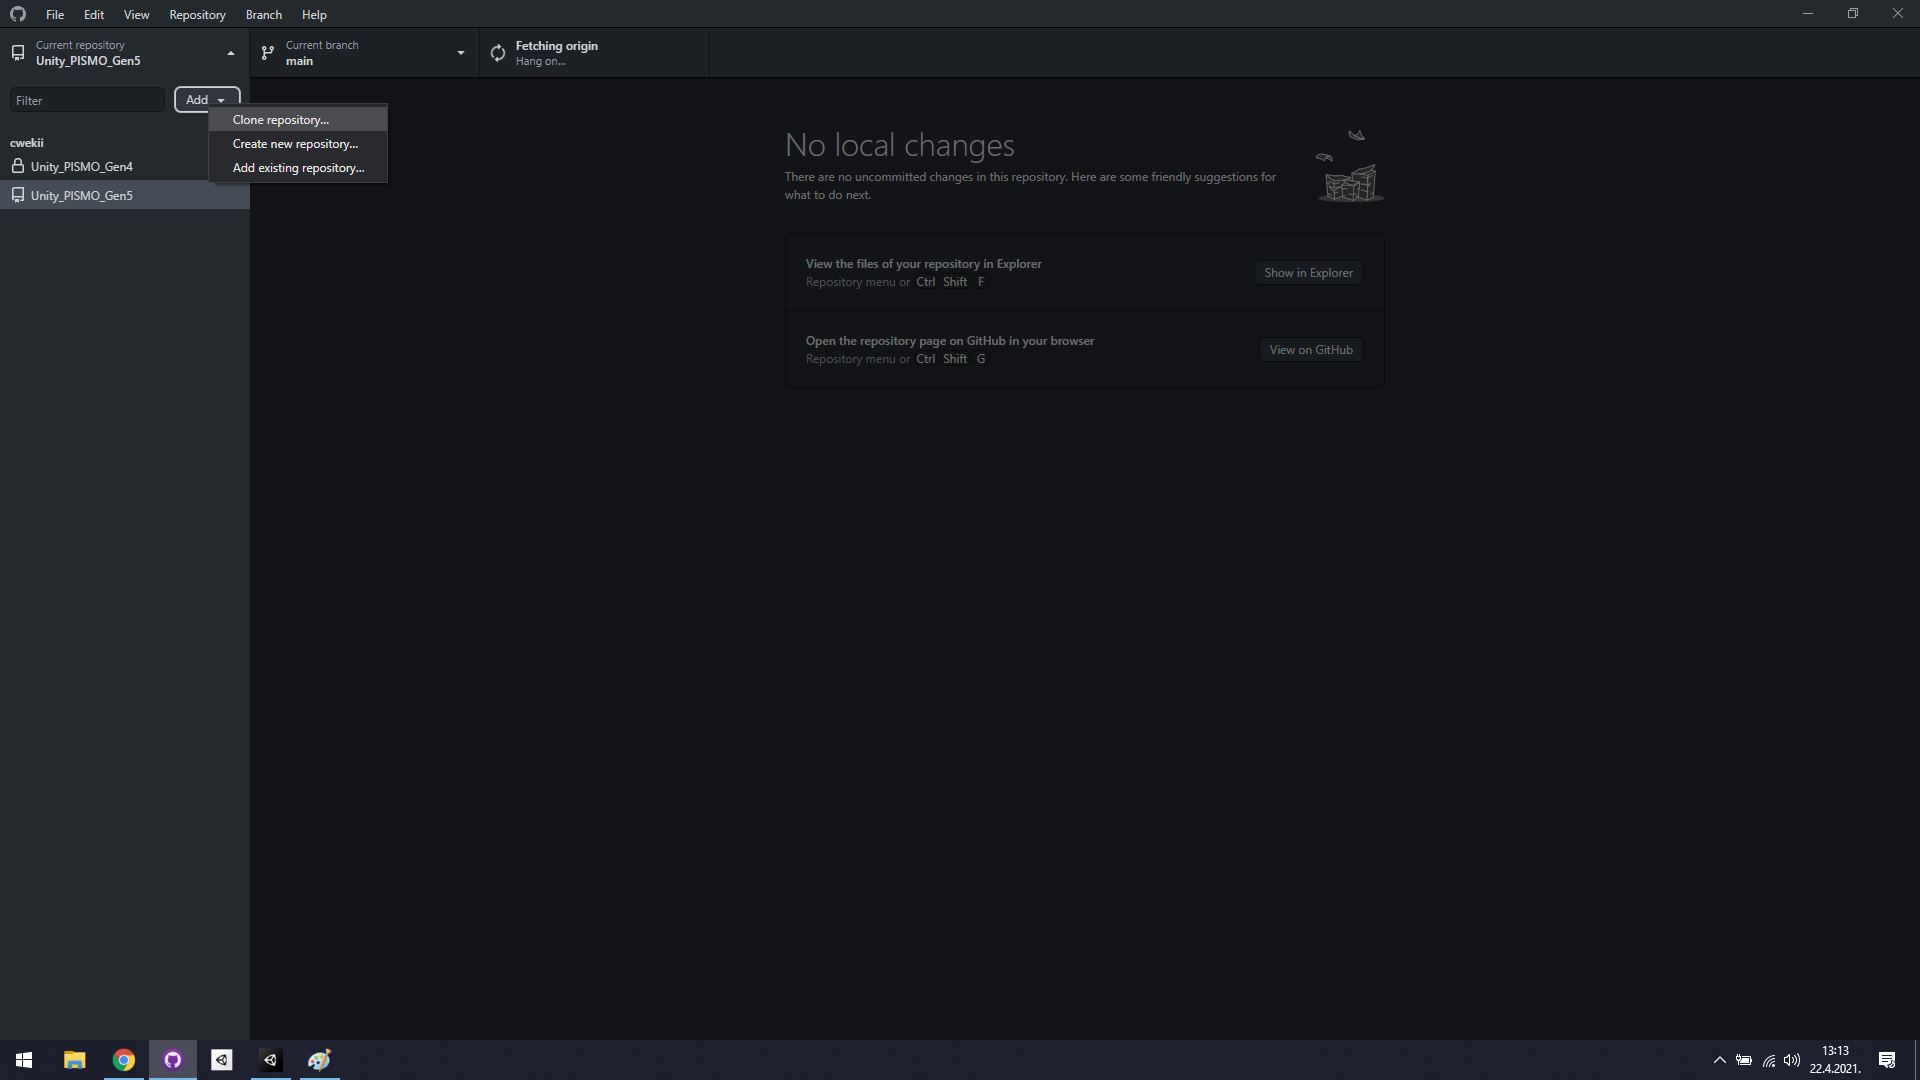 File Edit View Repository Branch Help
Current repository
Unity_PISMO_Gen5
Current branch
main
Fetching origin
Hang on...
Filter
Add
Clone repository...
Create new repository...
Add existing repository...
cwekii
Unity_PISMO_Gen4
Unity_PISMO_Gen5
No local changes
There are no uncommitted changes in this repository. Here are some friendly suggestions for
what to do next.
View the files of your repository in Explorer
Repository menu or Ctrl Shift F
Show in Explorer
Open the repository page on GitHub in your browser
Repository menu or Ctrl Shift G
View on GitHub
13:13
22.4.2021.